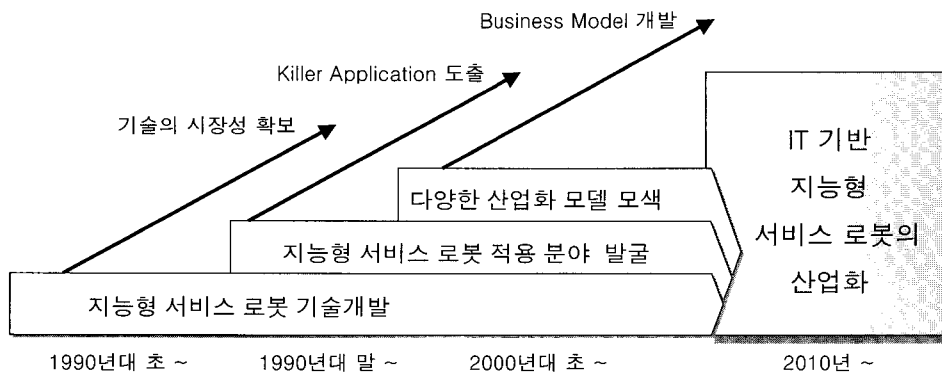 Business Model 개발
Killer Application 도출
기술의 시장성 확보
IT 기반
지능형
서비스 로봇의
산업화
다양한 산업화 모델 모색
지능형 서비스 로봇 적용 분야 발굴
지능형 서비스 로봇 기술개발
1990년대 초 ~
1990년대 말 ~
2000년대 초 ~
2010년 ~